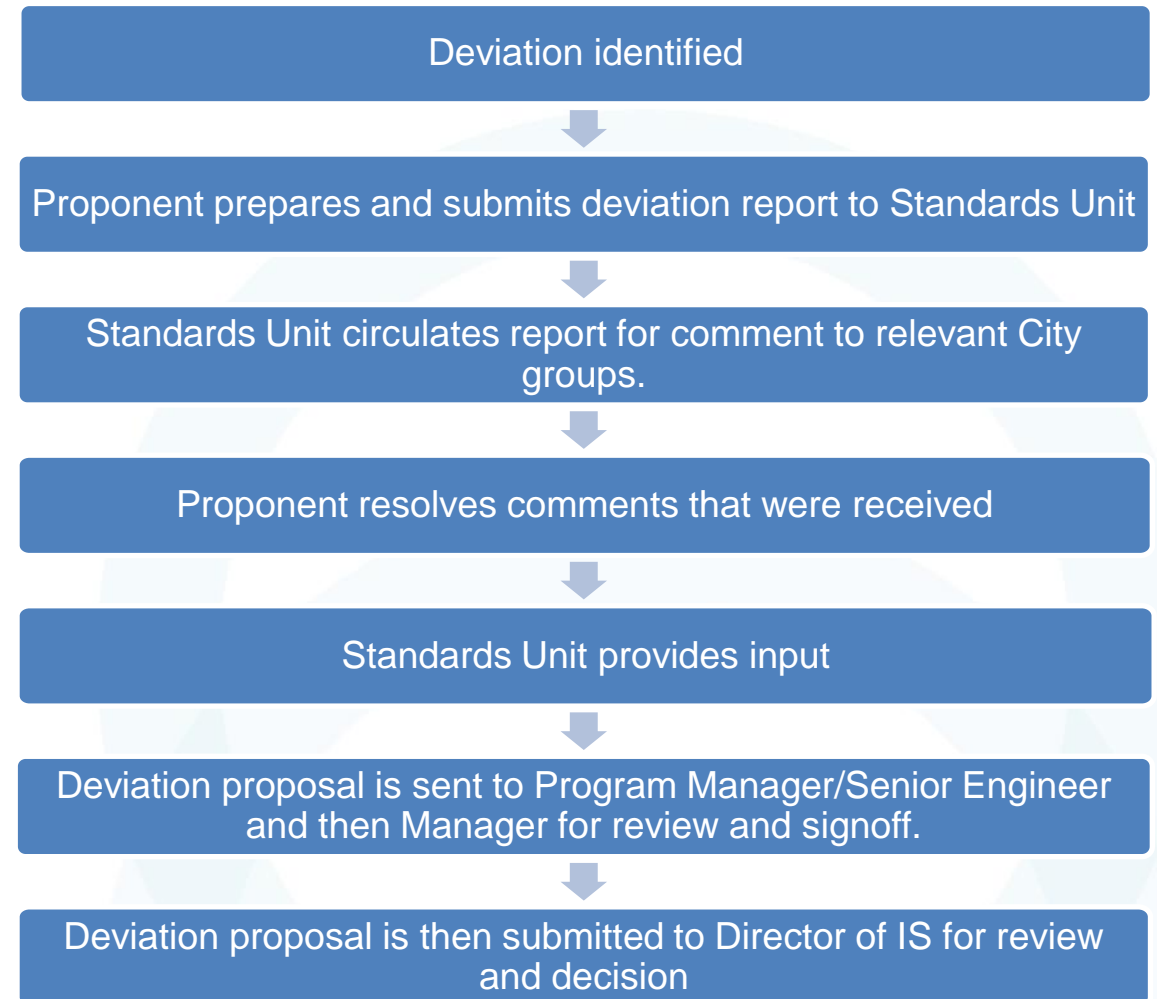 Deviation identified
Proponent prepares and submits deviation report to Standards Unit
Standards Unit circulates report for comment to relevant City
groups.
Proponent resolves comments that were received
Standards Unit provides input
Deviation proposal is sent to Program Manager/Senior Engineer
and then Manager for review and signoff.
Deviation proposal is then submitted to Director of IS for review
and decision